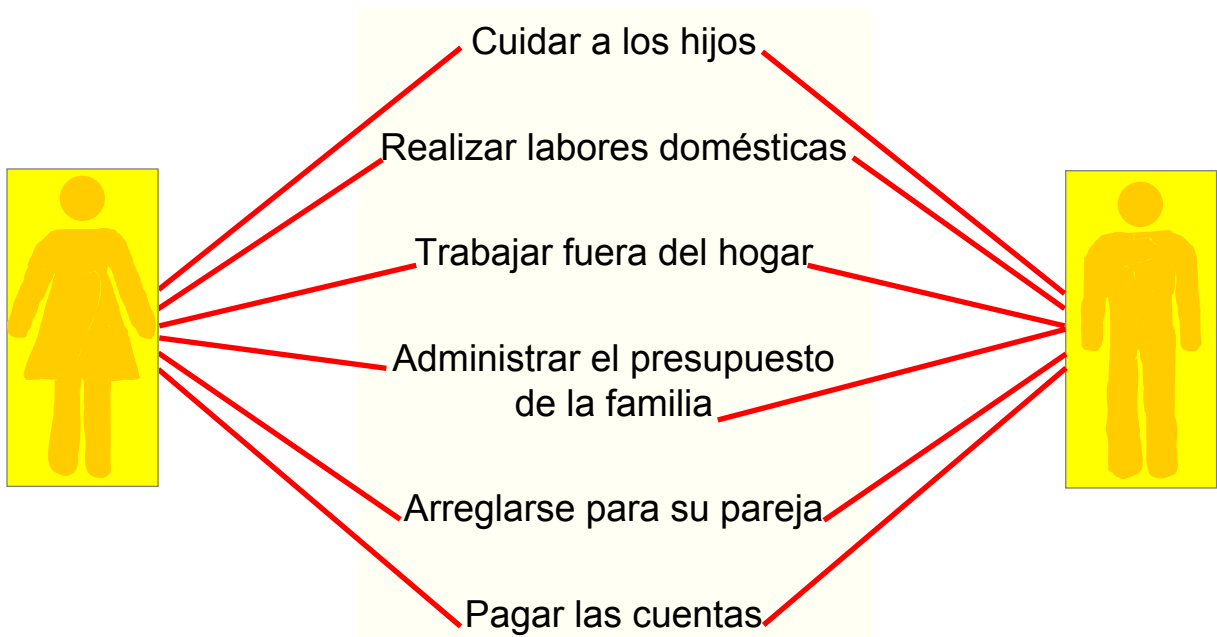 Cuidar a los hijos
Realizar labores domésticas
Trabajar fuera del hogar
Administrar el presupuesto
de la familia
Arreglarse para su pareja
Pagar las cuentas